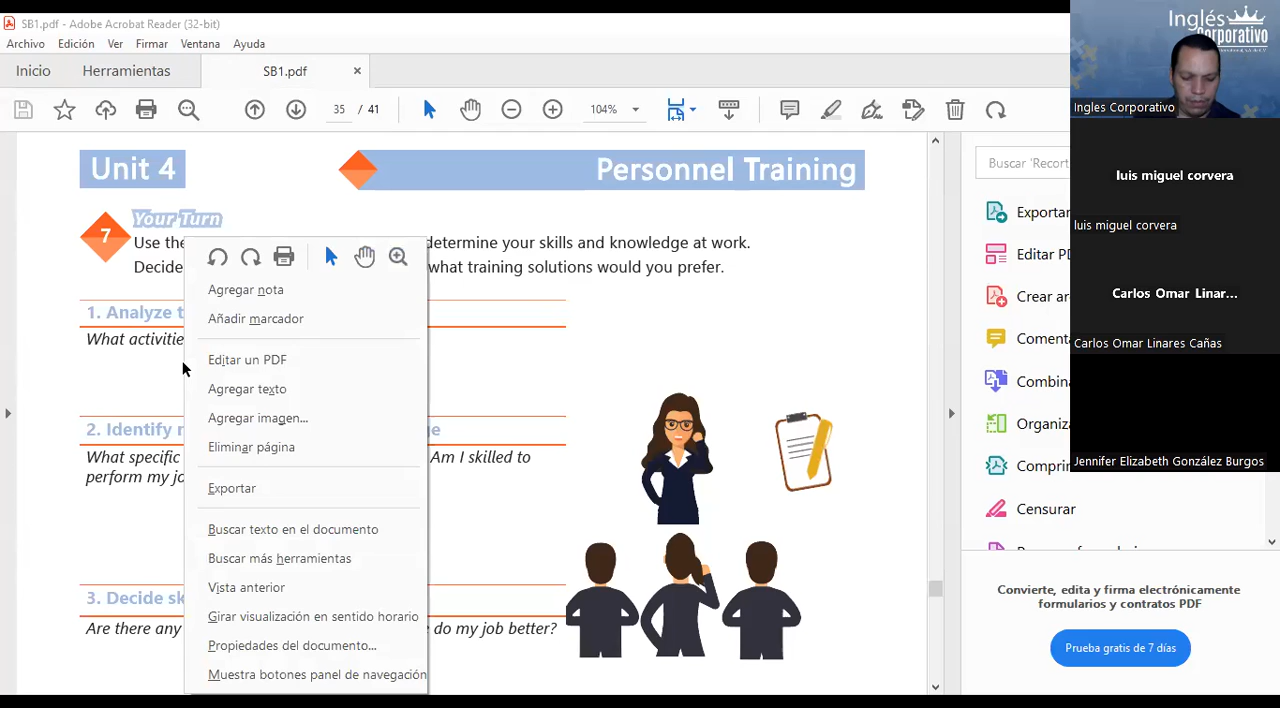 SB1.pdf - Adobe Acrobat Reader (32-bit)
Archivo Edición Ver Firmar Ventana Ayuda
Inicio Herramientas SB1.pdf ×
35 / 41 104%
Unit 4 Personnel Training
7 Your Turn
Use the determine your skills and knowledge at work.
Decide what training solutions would you prefer.
1. Analyze t
What activitie
2. Identify ge
What specific Am I skilled to
perform my jo
3. Decide sk
Are there any e do my job better?
Agregar nota
Añadir marcador
Editar un PDF
Agregar texto
Agregar imagen...
Eliminar página
Exportar
Buscar texto en el documento
Buscar más herramientas
Vista anterior
Girar visualización en sentido horario
Propiedades del documento...
Muestra botones panel de navegación
Buscar 'Recort
Exportar
Editar PD
Crear ar
Comenta
Combina
Organiz
Comprin
Censurar
Convierte, edita y firma electrónicamente
formularios y contratos PDF
Prueba gratis de 7 días
Inglés
Corporativo
Ingles Corporativo
luis miguel corvera
luis miguel corvera
Carlos Omar Linar...
Carlos Omar Linares Cañas
Jennifer Elizabeth González Burgos